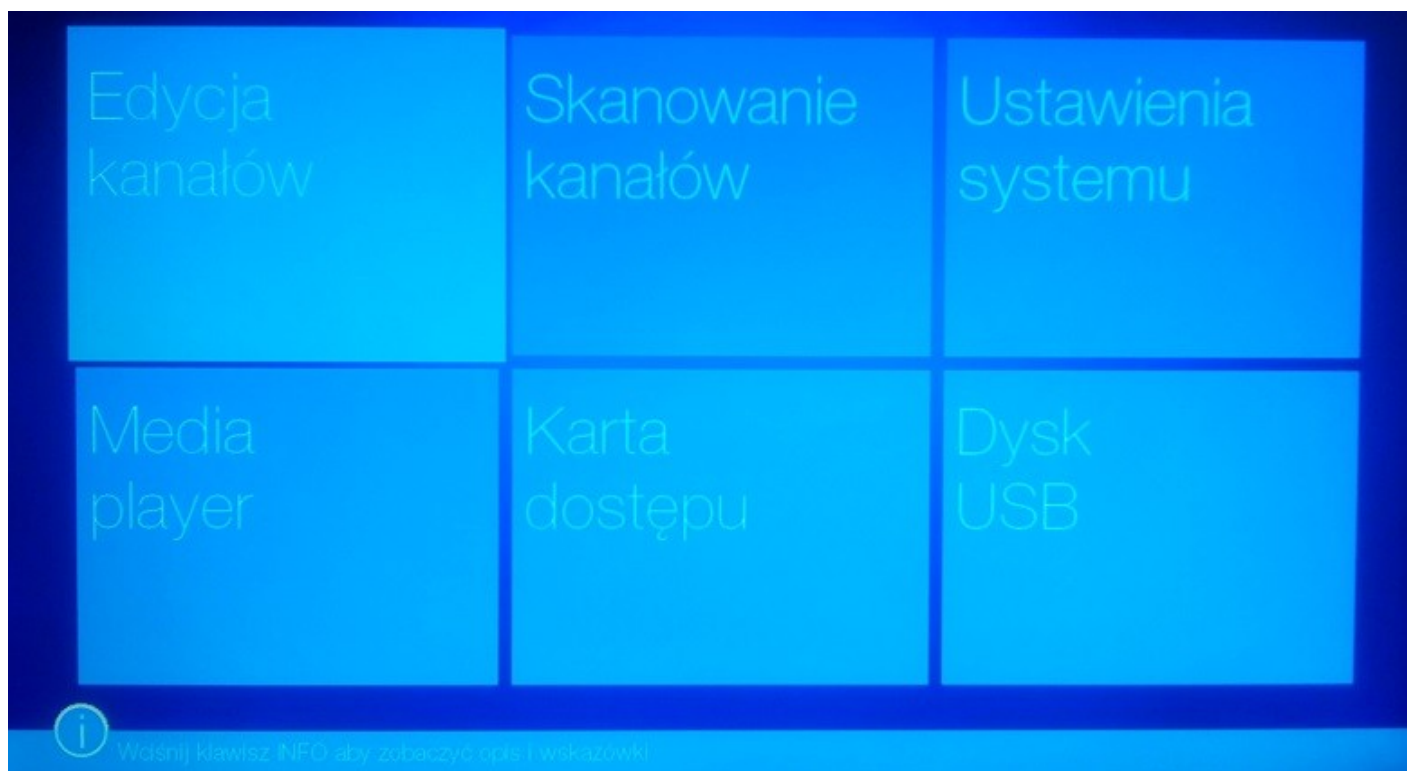 Edycja
kanałów
Skanowanie
kanałów
Ustawienia
systemu
Media
player
Karta
dostępu
Dysk
USB
i
Wciśnij klawisz INFO aby zobaczyć opis i wskazówki